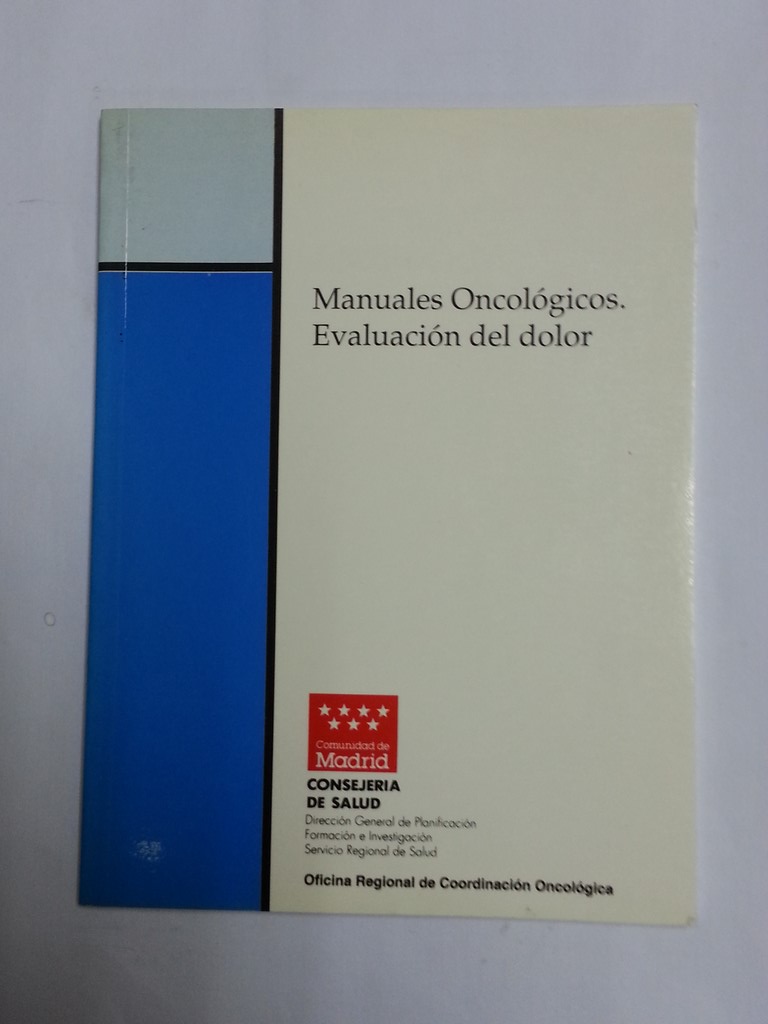 Manuales Oncológicos.
Evaluación del dolor
Comunidad de
Madrid
CONSEJERIA
DE SALUD
Dirección General de Planificación
Formación e Investigación
Servicio Regional de Salud
Oficina Regional de Coordinación Oncológica